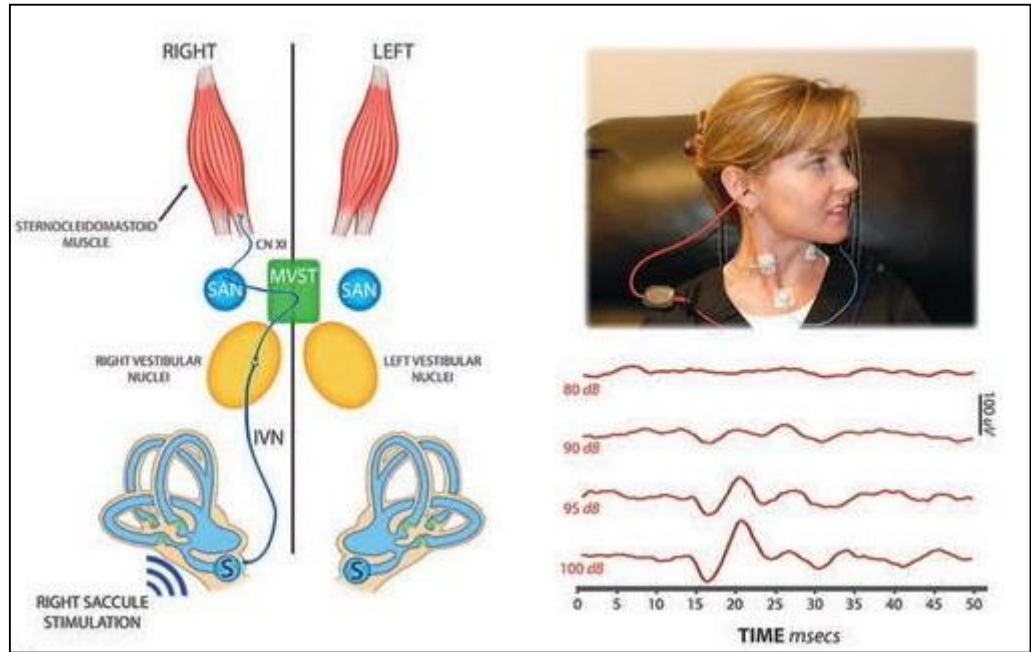 RIGHT
LEFT
STERNOCLEIDOMASTOID
MUSCLE
CN XI
SAN
MVST
SAN
RIGHT VESTIBULAR
NUCLEI
LEFT VESTIBULAR
NUCLEI
IVN
S
S
RIGHT SACCULE
STIMULATION
80 dB
90 dB
95 dB
100 dB
100 uV
0 5 10 15 20 25 30 35 40 45 50
TIME msecs